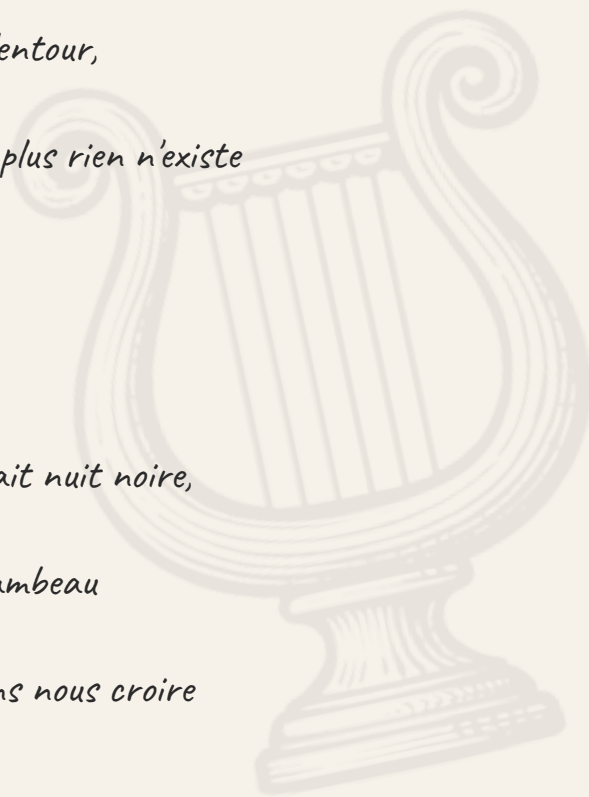 entour,
plus rien n'existe
ait nuit noire,
ambeau
ns nous croire